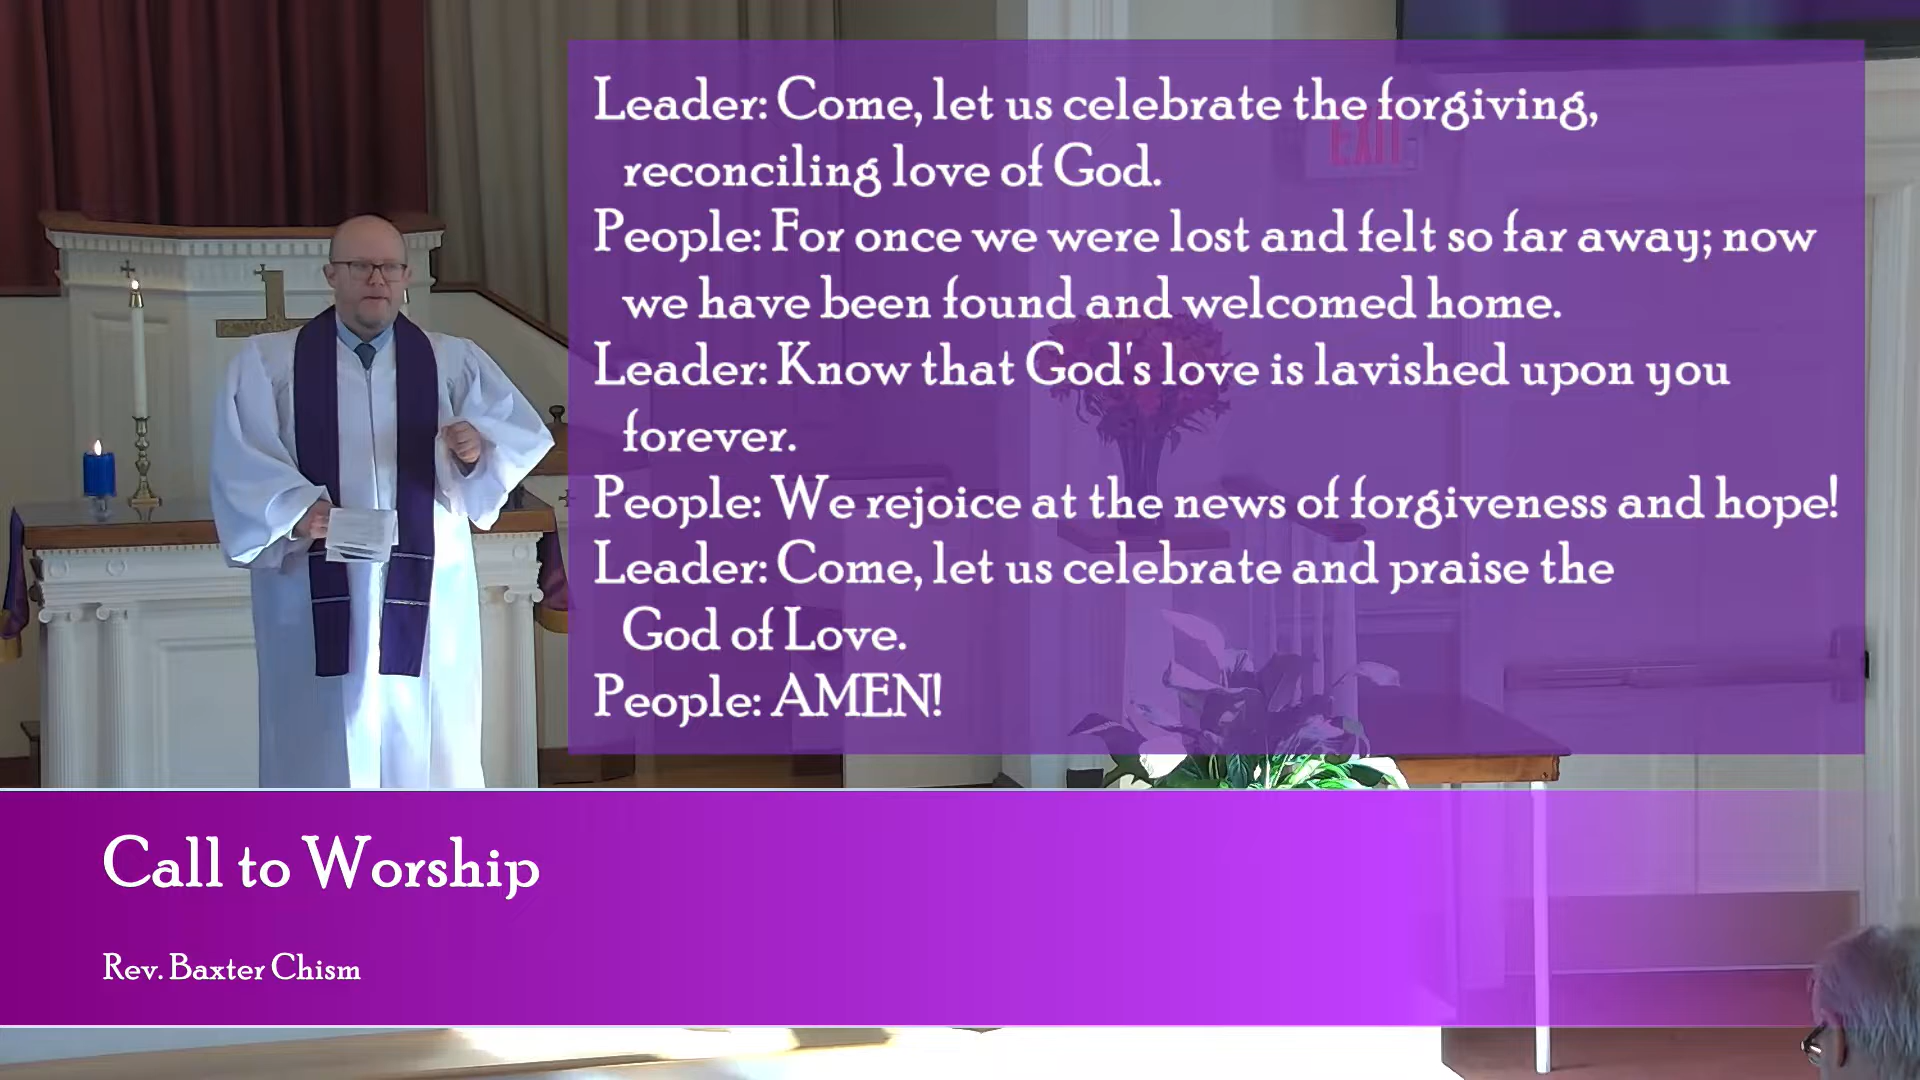 Leader: Come, let us celebrate the forgiving,
reconciling love of God.
People: For once we were lost and felt so far away; now
we have been found and welcomed home.
Leader: Know that God's love is lavished upon you
forever.
People: We rejoice at the news of forgiveness and hope!
Leader: Come, let us celebrate and praise the
God of Love.
People: AMEN!
EXIT
Call to Worship
Rev. Baxter Chism